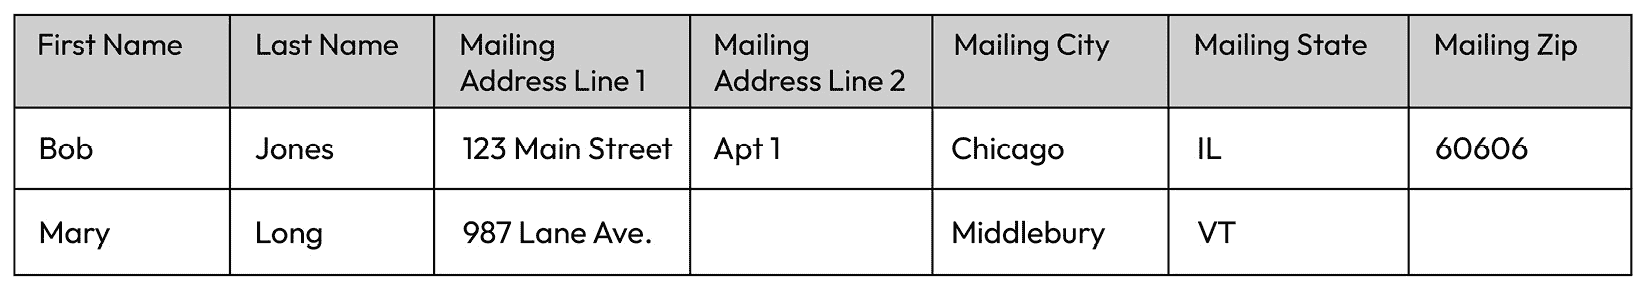 First Name Last Name Mailing Address Line 1 Mailing Address Line 2 Mailing City Mailing State Mailing Zip
Bob Jones 123 Main Street Apt 1 Chicago IL 60606
Mary Long 987 Lane Ave. Middlebury VT